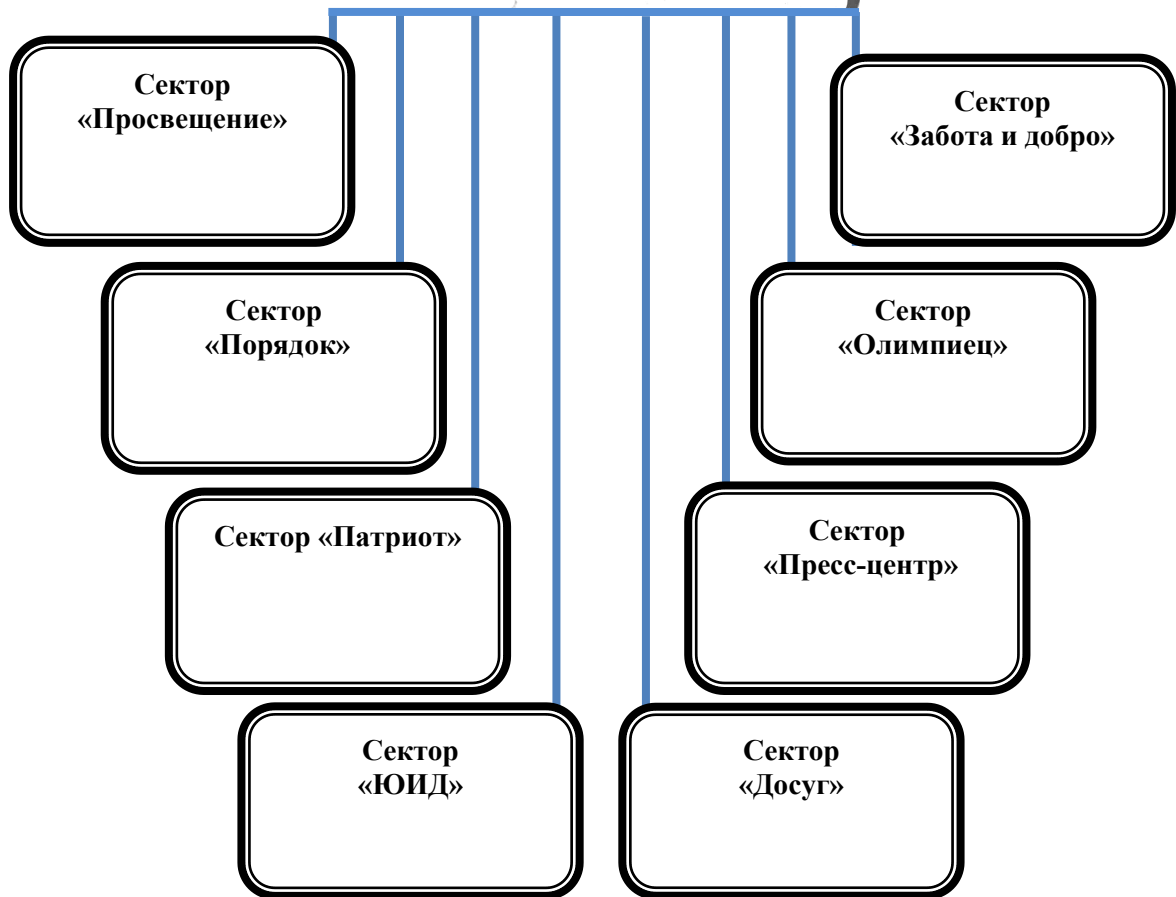 Сектор
«Просвещение»
Сектор
«Забота и добро»
Сектор
«Порядок»
Сектор
«Олимпиец»
Сектор «Патриот»
Сектор
«Пресс-центр»
Сектор
«ЮИД»
Сектор
«Досуг»